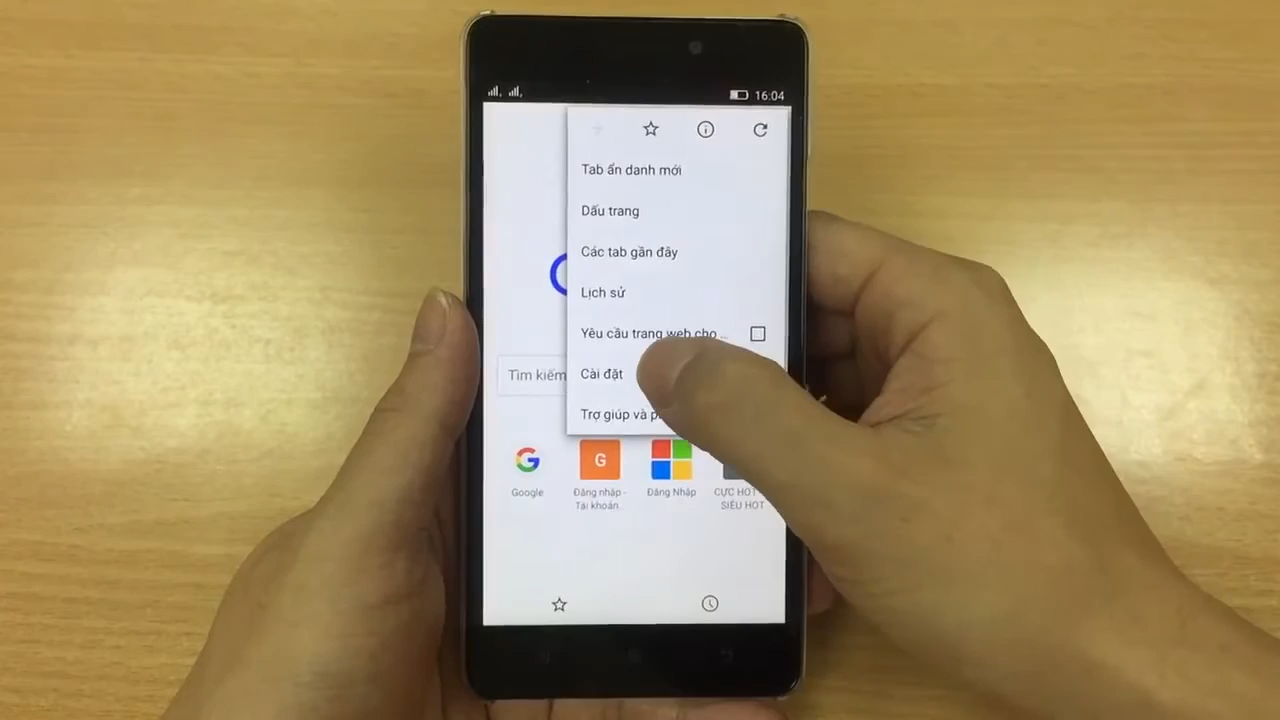 16:04
Tab ẩn danh mới
Dấu trang
Các tab gần đây
Lịch sử
Yêu cầu trang web cho ...
Tìm kiếm
Cài đặt
Trợ giúp và
G
Google
Đăng nhập -
Tài khoản..
Đăng Nhập
CỰC HOT
SIÊU HOT